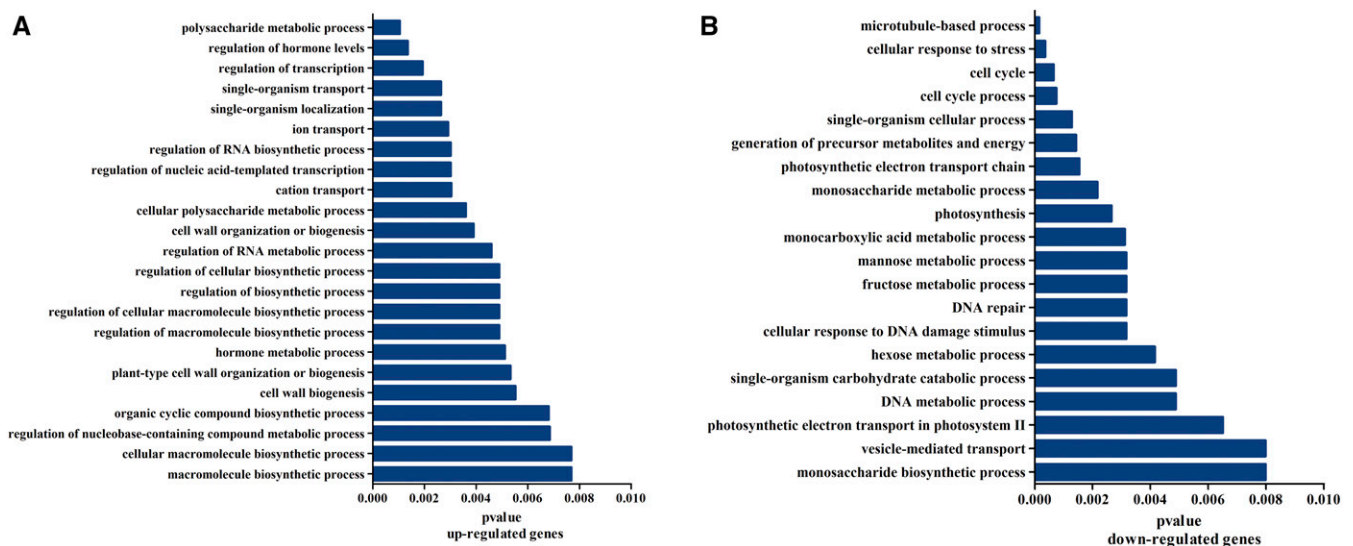 A
polysaccharide metabolic process
regulation of hormone levels
regulation of transcription
single-organism transport
single-organism localization
ion transport
regulation of RNA biosynthetic process
regulation of nucleic acid-templated transcription
cation transport
cellular polysaccharide metabolic process
cell wall organization or biogenesis
regulation of RNA metabolic process
regulation of cellular biosynthetic process
regulation of biosynthetic process
regulation of cellular macromolecule biosynthetic process
regulation of macromolecule biosynthetic process
hormone metabolic process
plant-type cell wall organization or biogenesis
cell wall biogenesis
organic cyclic compound biosynthetic process
regulation of nucleobase-containing compound metabolic process
cellular macromolecule biosynthetic process
macromolecule biosynthetic process
0.000 0.002 0.004 0.006 0.008 0.010
pvalue
up-regulated genes
B
microtubule-based process
cellular response to stress
cell cycle
cell cycle process
single-organism cellular process
generation of precursor metabolites and energy
photosynthetic electron transport chain
monosaccharide metabolic process
photosynthesis
monocarboxylic acid metabolic process
mannose metabolic process
fructose metabolic process
DNA repair
cellular response to DNA damage stimulus
hexose metabolic process
single-organism carbohydrate catabolic process
DNA metabolic process
photosynthetic electron transport in photosystem II
vesicle-mediated transport
monosaccharide biosynthetic process
0.000 0.002 0.004 0.006 0.008 0.010
pvalue
down-regulated genes